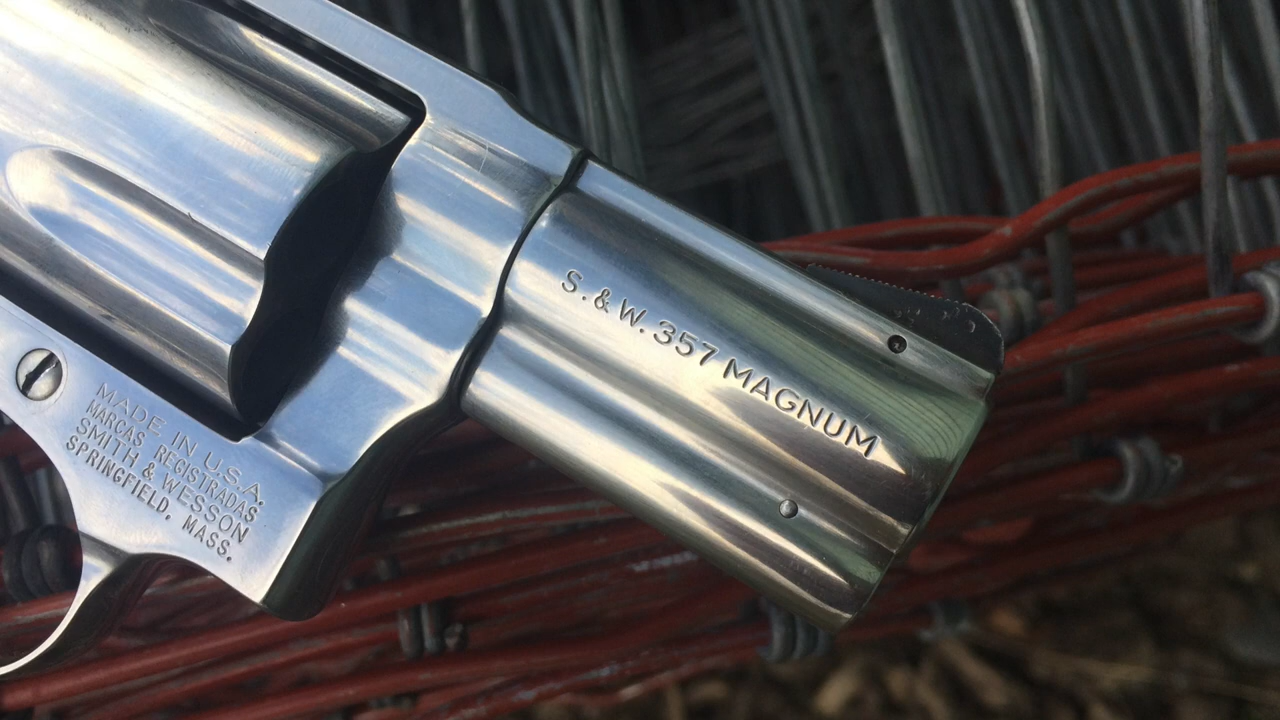 S. & W. 357 MAGNUM
MADE IN U.S.A.
MARCAS REGISTRADAS
SMITH & WESSON
SPRINGFIELD, MASS.